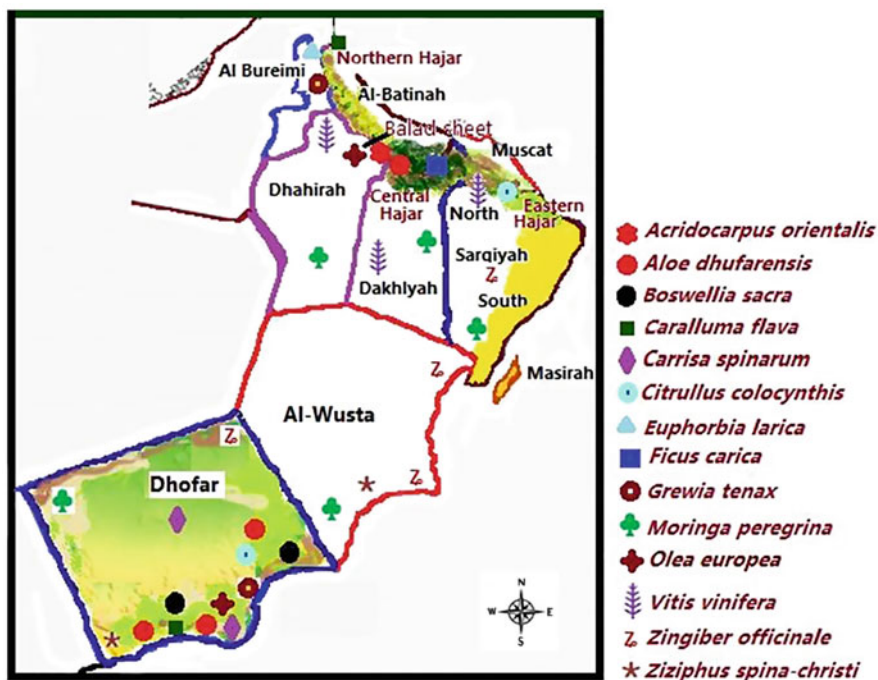 Northern Hajar
Al Bureimi
Al-Batinah
Balad sheet
Muscat
Dhahirah
Central
Hajar
North
Eastern
Hajar
Sarqiyah
Dakhlyah
South
Masirah
Al-Wusta
Dhofar
N
W E
S
Acridocarpus orientalis
Aloe dhufarensis
Boswellia sacra
Caralluma flava
Carrisa spinarum
Citrullus colocynthis
Euphorbia larica
Ficus carica
Grewia tenax
Moringa peregrina
Olea europea
Vitis vinifera
Zingiber officinale
Ziziphus spina-christi